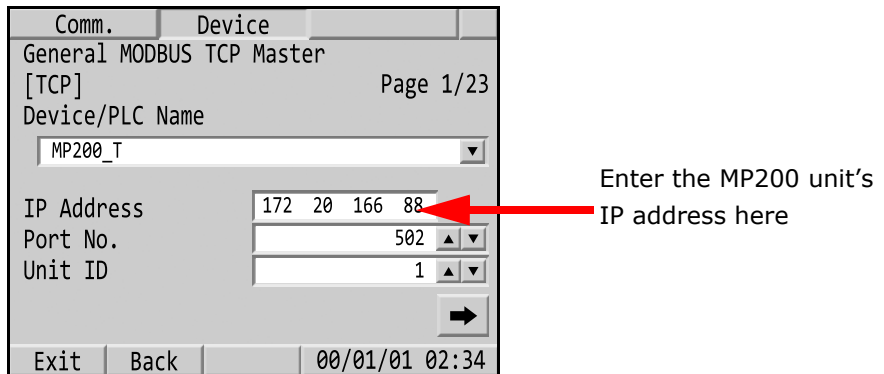 Comm. Device
General MODBUS TCP Master
[TCP] Page 1/23
Device/PLC Name
MP200_T
Enter the MP200 unit’s
IP Address 172 20 166 88
IP address here
Port No. 502
Unit ID 1
Exit Back 00/01/01 02:34